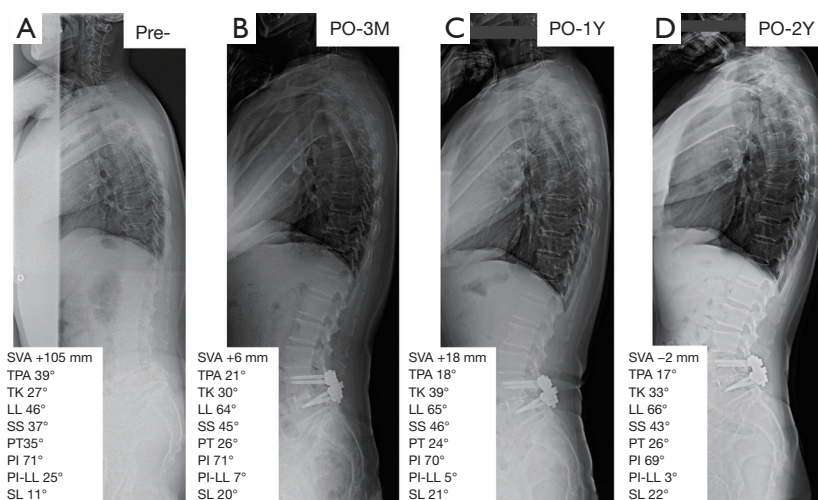 A
Pre-
B
PO-3M
C
PO-1Y
D
PO-2Y
SVA +105 mm
TPA 39°
TK 27°
LL 46°
SS 37°
PT35°
PI 71°
PI-LL 25°
SL 11°
SVA +6 mm
TPA 21°
TK 30°
LL 64°
SS 45°
PT 26°
PI 71°
PI-LL 7°
SL 20°
SVA +18 mm
TPA 18°
TK 39°
LL 65°
SS 46°
PT 24°
PI 70°
PI-LL 5°
SL 21°
SVA −2 mm
TPA 17°
TK 33°
LL 66°
SS 43°
PT 26°
PI 69°
PI-LL 3°
SL 22°